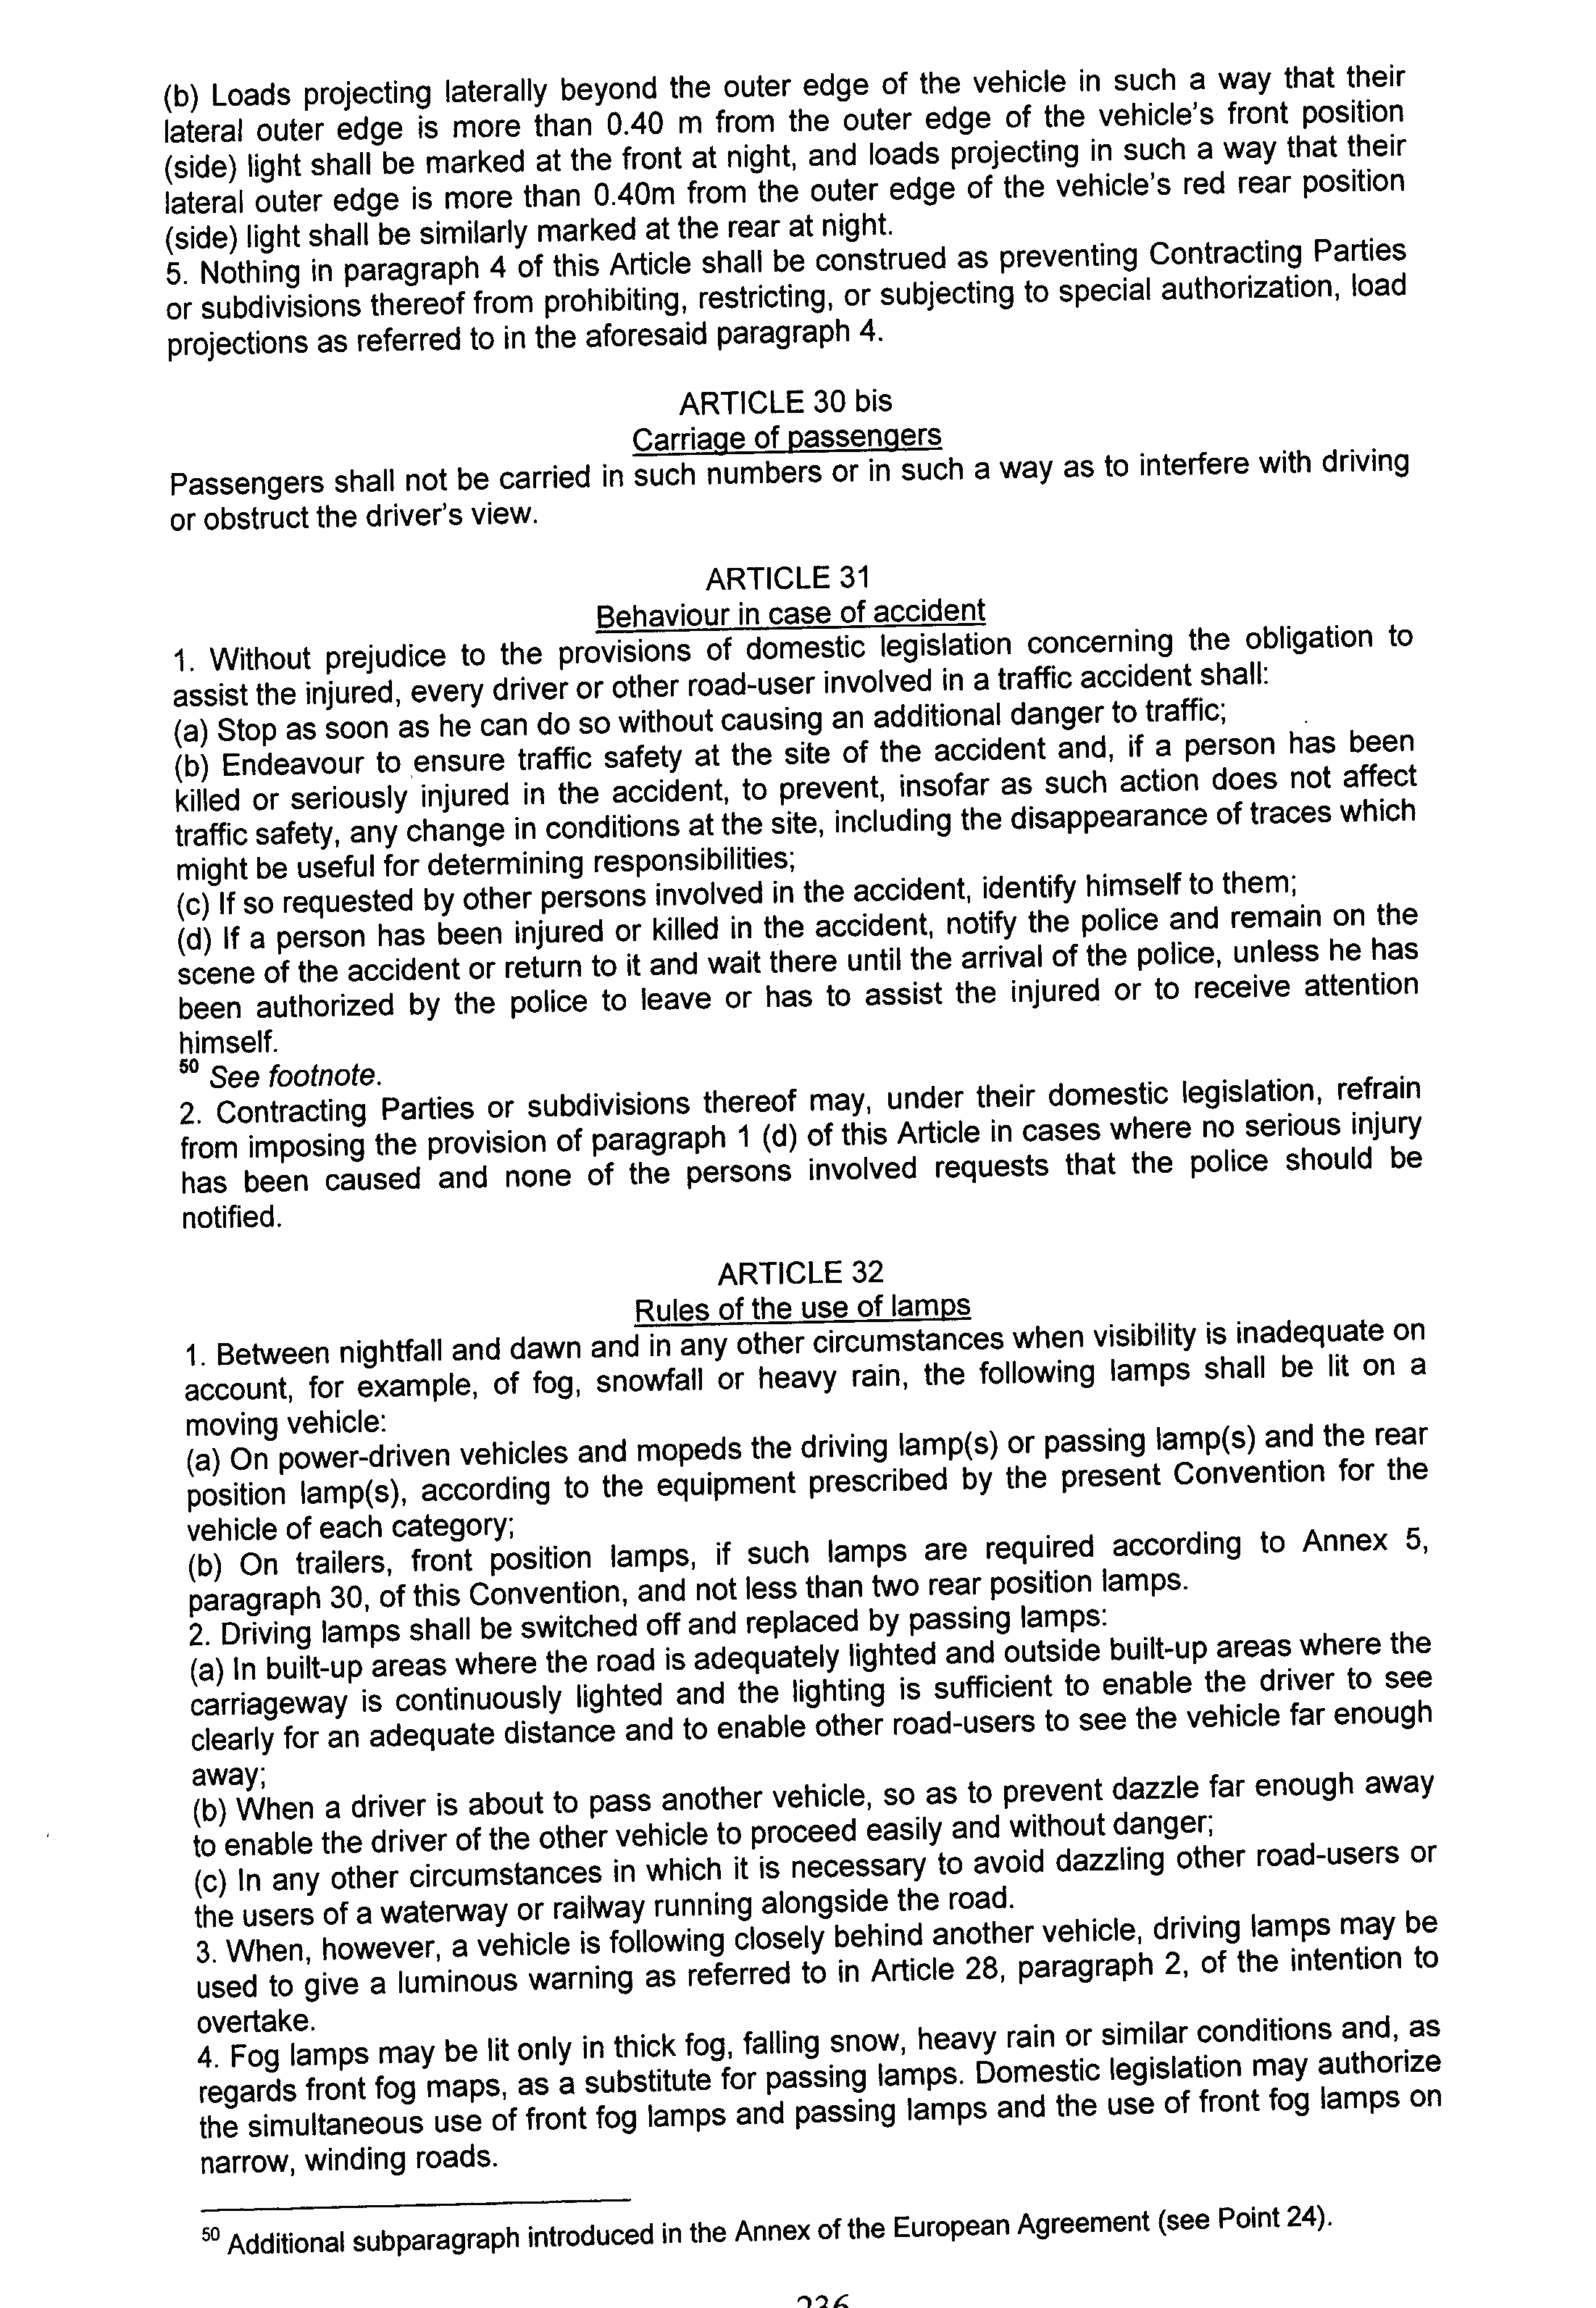 (b) Loads projecting laterally beyond the outer edge of the vehicle in such a way that their
lateral outer edge is more than 0.40 m from the outer edge of the vehicle's front position
(side) light shall be marked at the front at night, and loads projecting in such a way that their
lateral outer edge is more than 0.40m from the outer edge of the vehicle's red rear position
(side) light shall be similarly marked at the rear at night.
5. Nothing in paragraph 4 of this Article shall be construed as preventing Contracting Parties
or subdivisions thereof from prohibiting, restricting, or subjecting to special authorization, load
projections as referred to in the aforesaid paragraph 4.
ARTICLE 30 bis
Carriage of passengers
Passengers shall not be carried in such numbers or in such a way as to interfere with driving
or obstruct the driver's view.
ARTICLE 31
Behaviour in case of accident
1. Without prejudice to the provisions of domestic legislation concerning the obligation to
assist the injured, every driver or other road-user involved in a traffic accident shall:
(a) Stop as soon as he can do so without causing an additional danger to traffic;
(b) Endeavour to ensure traffic safety at the site of the accident and, if a person has been
killed or seriously injured in the accident, to prevent, insofar as such action does not affect
traffic safety, any change in conditions at the site, including the disappearance of traces which
might be useful for determining responsibilities;
(c) If so requested by other persons involved in the accident, identify himself to them;
(d) If a person has been injured or killed in the accident, notify the police and remain on the
scene of the accident or return to it and wait there until the arrival of the police, unless he has
been authorized by the police to leave or has to assist the injured or to receive attention
himself.
50 See footnote.
2. Contracting Parties or subdivisions thereof may, under their domestic legislation, refrain
from imposing the provision of paragraph 1 (d) of this Article in cases where no serious injury
has been caused and none of the persons involved requests that the police should be
notified.
ARTICLE 32
Rules of the use of lamps
1. Between nightfall and dawn and in any other circumstances when visibility is inadequate on
account, for example, of fog, snowfall or heavy rain, the following lamps shall be lit on a
moving vehicle:
(a) On power-driven vehicles and mopeds the driving lamp(s) or passing lamp(s) and the rear
position lamp(s), according to the equipment prescribed by the present Convention for the
vehicle of each category;
(b) On trailers, front position lamps, if such lamps are required according to Annex 5,
paragraph 30, of this Convention, and not less than two rear position lamps.
2. Driving lamps shall be switched off and replaced by passing lamps:
(a) In built-up areas where the road is adequately lighted and outside built-up areas where the
carriageway is continuously lighted and the lighting is sufficient to enable the driver to see
clearly for an adequate distance and to enable other road-users to see the vehicle far enough
away;
(b) When a driver is about to pass another vehicle, so as to prevent dazzle far enough away
to enable the driver of the other vehicle to proceed easily and without danger;
(c) In any other circumstances in which it is necessary to avoid dazzling other road-users or
the users of a waterway or railway running alongside the road.
3. When, however, a vehicle is following closely behind another vehicle, driving lamps may be
used to give a luminous warning as referred to in Article 28, paragraph 2, of the intention to
overtake.
4. Fog lamps may be lit only in thick fog, falling snow, heavy rain or similar conditions and, as
regards front fog maps, as a substitute for passing lamps. Domestic legislation may authorize
the simultaneous use of front fog lamps and passing lamps and the use of front fog lamps on
narrow, winding roads.
50 Additional subparagraph introduced in the Annex of the European Agreement (see Point 24).
236